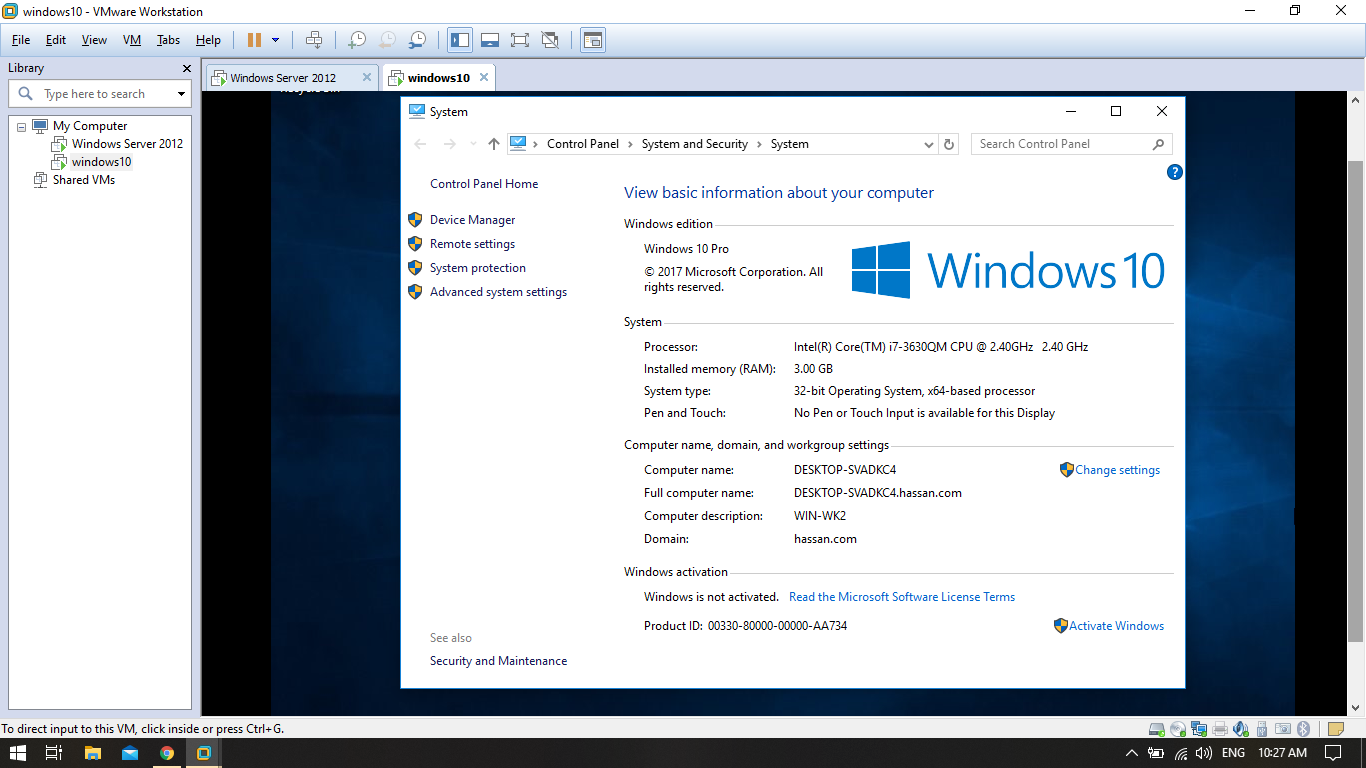 windows10 - VMware Workstation
File Edit View VM Tabs Help
Library
Type here to search
My Computer
Windows Server 2012
windows10
Shared VMs
Windows Server 2012
windows10
System
Control Panel
System and Security
System
Search Control Panel
Control Panel Home
Device Manager
Remote settings
System protection
Advanced system settings
See also
Security and Maintenance
View basic information about your computer
Windows edition
Windows 10 Pro
© 2017 Microsoft Corporation. All
rights reserved.
Windows 10
System
Processor: Intel(R) Core(TM) i7-3630QM CPU @ 2.40GHz 2.40 GHz
Installed memory (RAM): 3.00 GB
System type: 32-bit Operating System, x64-based processor
Pen and Touch: No Pen or Touch Input is available for this Display
Computer name, domain, and workgroup settings
Computer name: DESKTOP-SVADKC4 Change settings
Full computer name: DESKTOP-SVADKC4.hassan.com
Computer description: WIN-WK2
Domain: hassan.com
Windows activation
Windows is not activated. Read the Microsoft Software License Terms
Product ID: 00330-80000-00000-AA734 Activate Windows
To direct input to this VM, click inside or press Ctrl+G.
ENG 10:27 AM